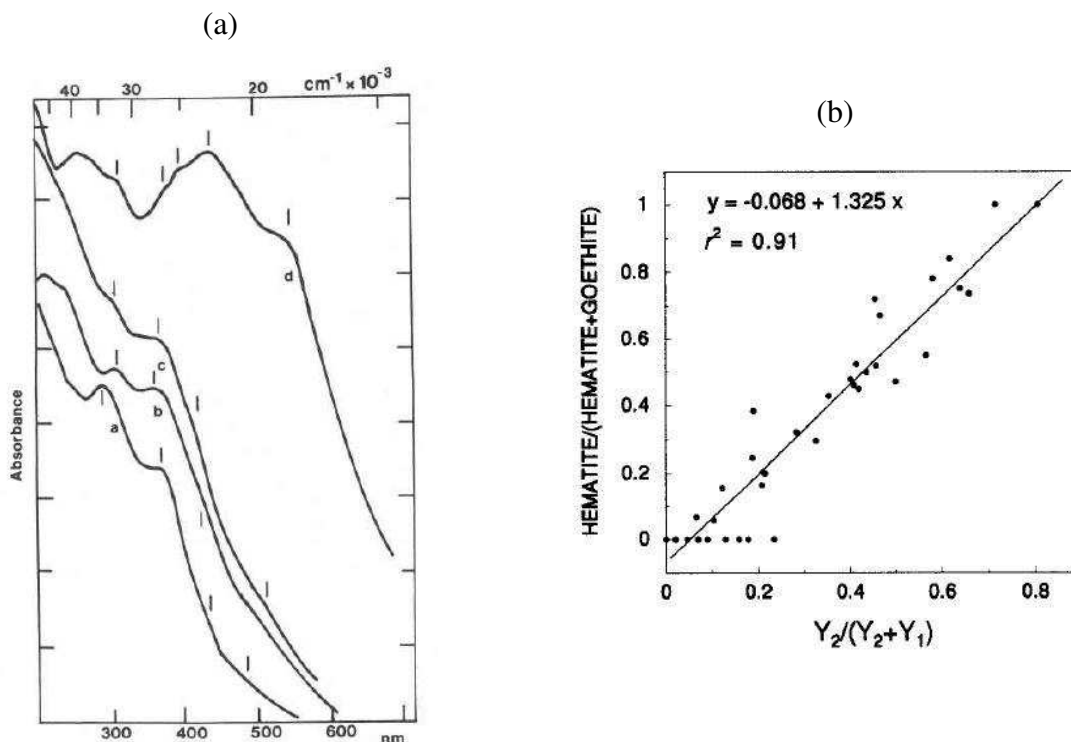 (a)
40 30 20 cm⁻¹ × 10⁻³
d
c
b
a
Absorbance
300 400 500 600
nm
(b)
y = -0.068 + 1.325 x
r² = 0.91
HEMATITE/(HEMATITE+GOETHITE)
1
0.8
0.6
0.4
0.2
0
0 0.2 0.4 0.6 0.8
Y₂/(Y₂+Y₁)